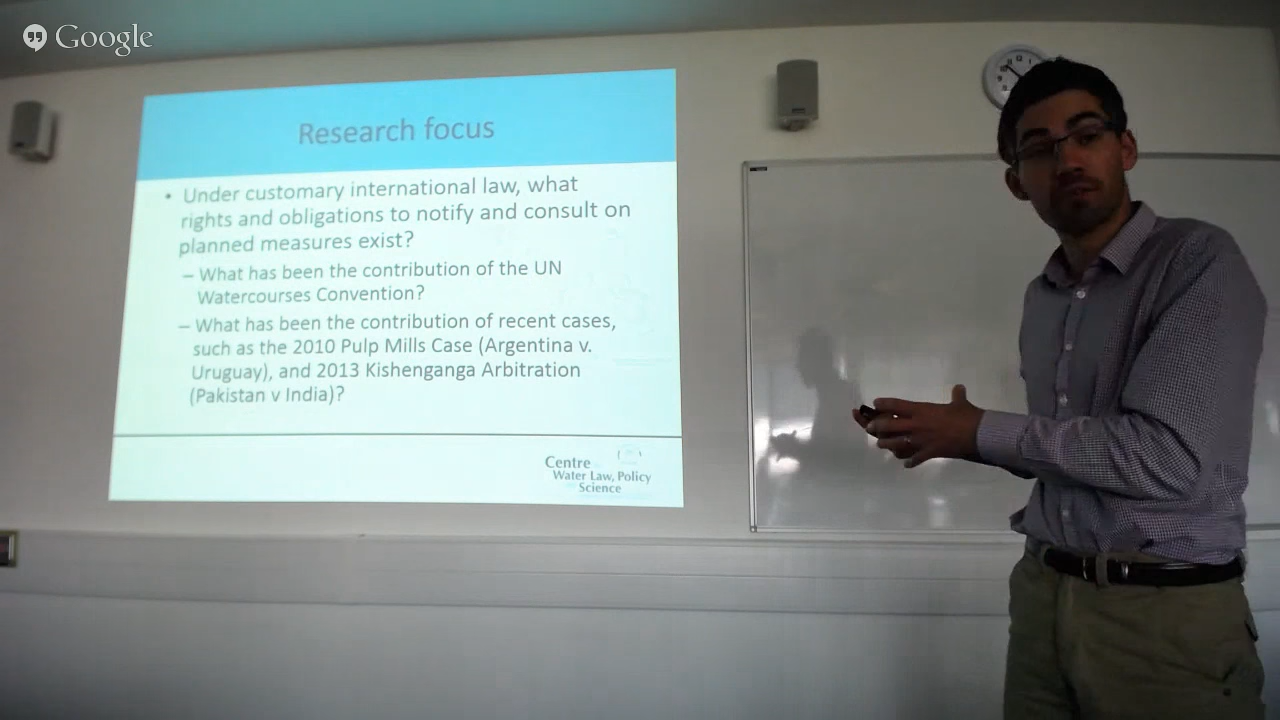 Google
Research focus
• Under customary international law, what
rights and obligations to notify and consult on
planned measures exist?
– What has been the contribution of the UN
Watercourses Convention?
– What has been the contribution of recent cases,
such as the 2010 Pulp Mills Case (Argentina v.
Uruguay), and 2013 Kishenganga Arbitration
(Pakistan v India)?
Centre
Water Law, Policy
Science